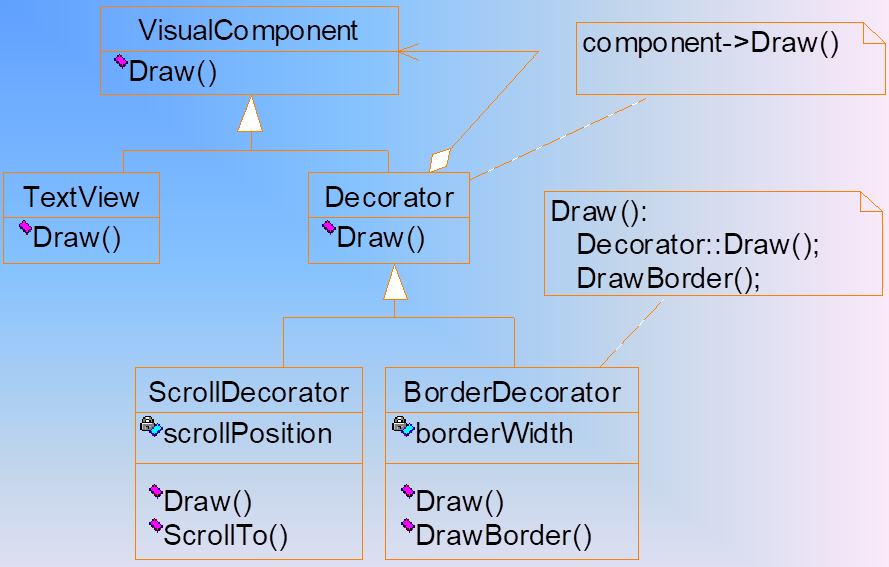 VisualComponent
Draw()
component->Draw()
TextView
Draw()
Decorator
Draw()
Draw():
Decorator::Draw();
DrawBorder();
ScrollDecorator
scrollPosition
Draw()
ScrollTo()
BorderDecorator
borderWidth
Draw()
DrawBorder()